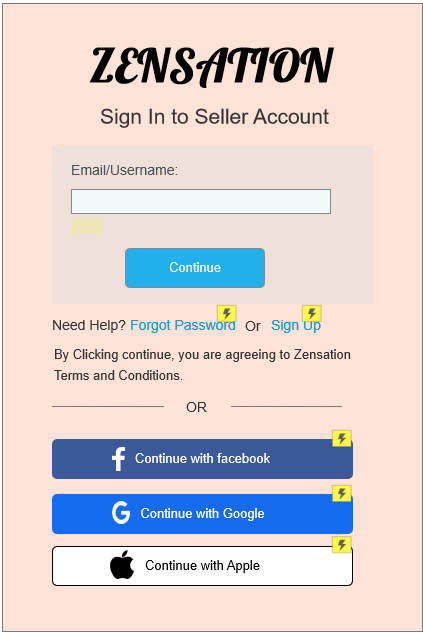 ZENSATION
Sign In to Seller Account
Email/Username:
Continue
Need Help? Forgot Password Or Sign Up
By Clicking continue, you are agreeing to Zensation
Terms and Conditions.
OR
Continue with facebook
Continue with Google
Continue with Apple